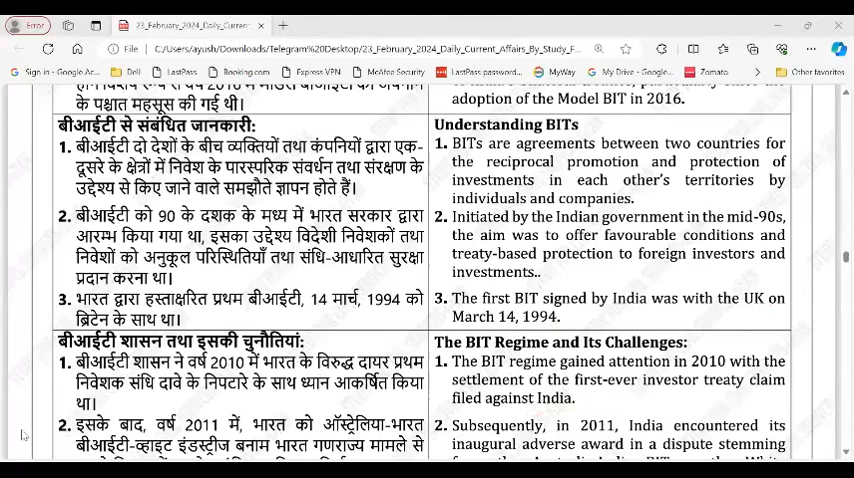 Error
23_February_2024_Daily_Current
File
C:/Users/ayush/Downloads/Telegram%20Desktop/23_February_2024_Daily_Current_Affairs_By_Study_F...
Sign in - Google Ac...
Dell
LastPass
Booking.com
Express VPN
McAfee Security
LastPass password...
MyWay
My Drive - Google...
Zomato
Other favorites
के पश्चात महसूस की गई थी।
बीआईटी से संबंधित जानकारी:
1. बीआईटी दो देशों के बीच व्यक्तियों तथा कंपनियों द्वारा एक-
दूसरे के क्षेत्रों में निवेश के पारस्परिक संवर्धन तथा संरक्षण के
उद्देश्य से किए जाने वाले समझौते ज्ञापन होते हैं।
2. बीआईटी को 90 के दशक के मध्य में भारत सरकार द्वारा
आरम्भ किया गया था, इसका उद्देश्य विदेशी निवेशकों तथा
निवेशों को अनुकूल परिस्थितियाँ तथा संधि-आधारित सुरक्षा
प्रदान करना था।
3. भारत द्वारा हस्ताक्षरित प्रथम बीआईटी, 14 मार्च, 1994 को
ब्रिटेन के साथ था।
बीआईटी शासन तथा इसकी चुनौतियां:
1. बीआईटी शासन ने वर्ष 2010 में भारत के विरुद्ध दायर प्रथम
निवेशक संधि दावे के निपटारे के साथ ध्यान आकर्षित किया
था।
2. इसके बाद, वर्ष 2011 में, भारत को ऑस्ट्रेलिया-भारत
बीआईटी-व्हाइट इंडस्ट्रीज बनाम भारत गणराज्य मामले से
adoption of the Model BIT in 2016.
Understanding BITs
1. BITs are agreements between two countries for
the reciprocal promotion and protection of
investments in each other's territories by
individuals and companies.
2. Initiated by the Indian government in the mid-90s,
the aim was to offer favourable conditions and
treaty-based protection to foreign investors and
investments..
3. The first BIT signed by India was with the UK on
March 14, 1994.
The BIT Regime and Its Challenges:
1. The BIT regime gained attention in 2010 with the
settlement of the first-ever investor treaty claim
filed against India.
2. Subsequently, in 2011, India encountered its
inaugural adverse award in a dispute stemming